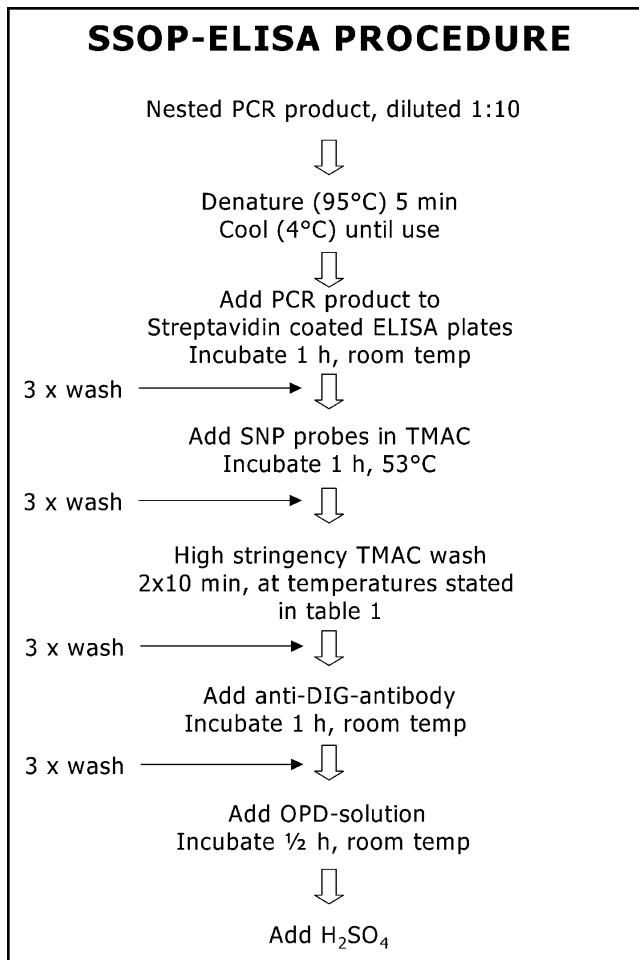 SSOP-ELISA PROCEDURE
Nested PCR product, diluted 1:10
Denature (95°C) 5 min
Cool (4°C) until use
Add PCR product to
Streptavidin coated ELISA plates
Incubate 1 h, room temp
3 x wash
Add SNP probes in TMAC
Incubate 1 h, 53°C
3 x wash
High stringency TMAC wash
2x10 min, at temperatures stated
in table 1
3 x wash
Add anti-DIG-antibody
Incubate 1 h, room temp
3 x wash
Add OPD-solution
Incubate ½ h, room temp
Add H₂SO₄